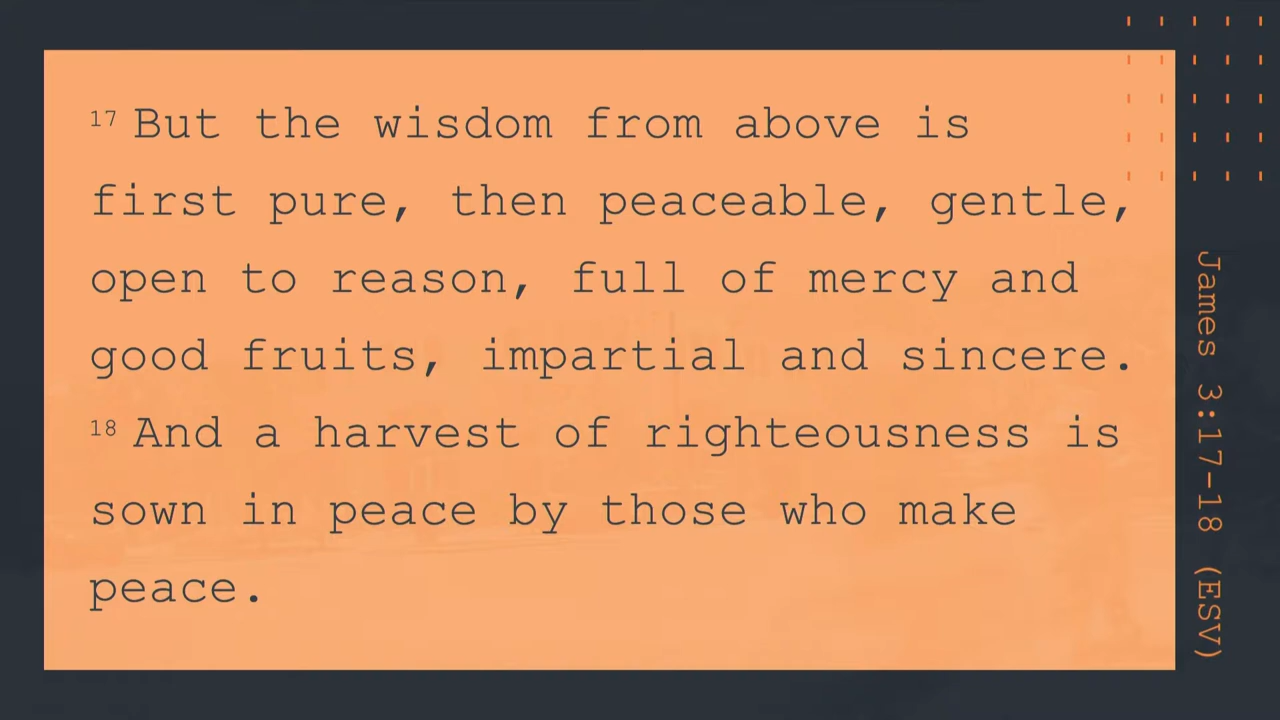 17 But the wisdom from above is
first pure, then peaceable, gentle,
open to reason, full of mercy and
good fruits, impartial and sincere.
18 And a harvest of righteousness is
sown in peace by those who make
peace.
James 3:17-18 (ESV)